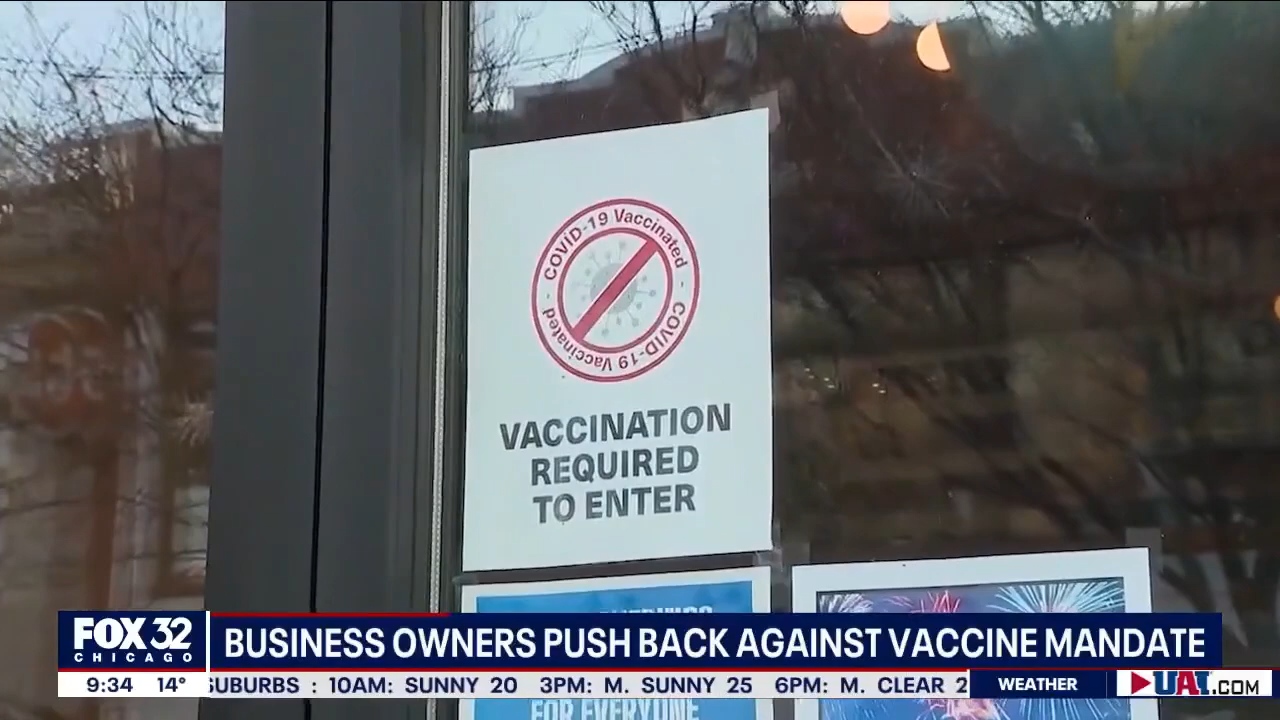 COVID-19 Vaccinated - COVID-19 Vaccinated -
VACCINATION
REQUIRED
TO ENTER
FOX 32
CHICAGO
BUSINESS OWNERS PUSH BACK AGAINST VACCINE MANDATE
9:34 14° SUBURBS : 10AM: SUNNY 20 3PM: M. SUNNY 25 6PM: M. CLEAR 2
WEATHER
.COM
FOR EVERYONE